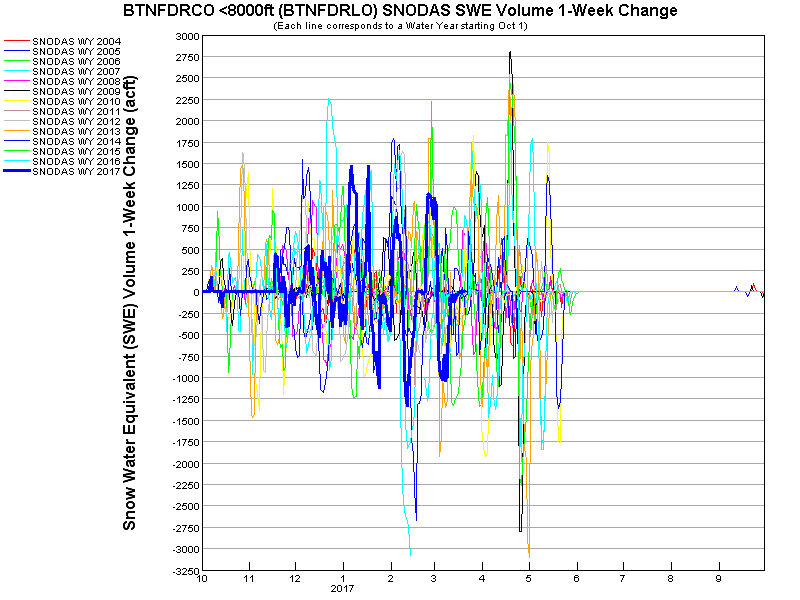 BTNFDRCO <8000ft (BTNFDRLO) SNODAS SWE Volume 1-Week Change
(Each line corresponds to a Water Year starting Oct 1)
SNODAS WY 2004
SNODAS WY 2005
SNODAS WY 2006
SNODAS WY 2007
SNODAS WY 2008
SNODAS WY 2009
SNODAS WY 2010
SNODAS WY 2011
SNODAS WY 2012
SNODAS WY 2013
SNODAS WY 2014
SNODAS WY 2015
SNODAS WY 2016
SNODAS WY 2017
Snow Water Equivalent (SWE) Volume 1-Week Change (acft)
3000
2750
2500
2250
2000
1750
1500
1250
1000
750
500
250
0
-250
-500
-750
-1000
-1250
-1500
-1750
-2000
-2250
-2500
-2750
-3000
-3250
10 11 12 1 2 3 4 5 6 7 8 9
2017